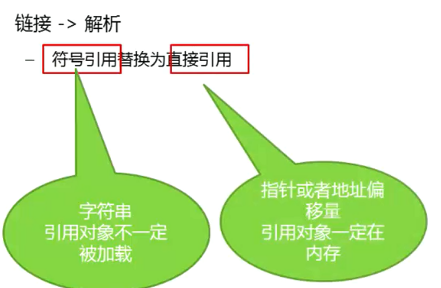 链接 -> 解析
– 符号引用替换为直接引用
字符串
引用对象不一定
被加载
指针或者地址偏
移量
引用对象一定在
内存